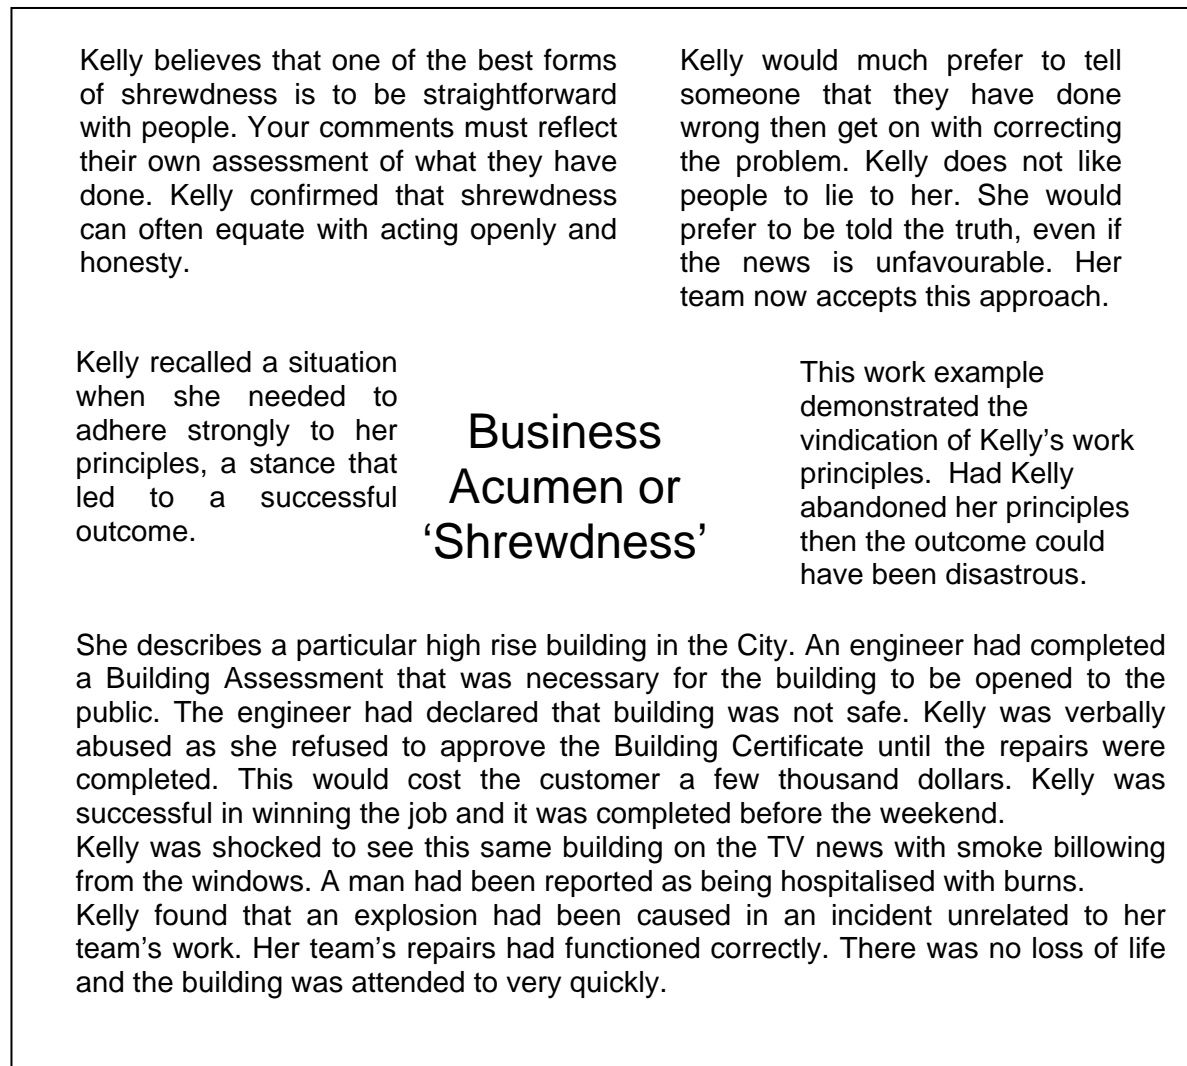 Kelly believes that one of the best forms
of shrewdness is to be straightforward
with people. Your comments must reflect
their own assessment of what they have
done. Kelly confirmed that shrewdness
can often equate with acting openly and
honesty.
Kelly would much prefer to tell
someone that they have done
wrong then get on with correcting
the problem. Kelly does not like
people to lie to her. She would
prefer to be told the truth, even if
the news is unfavourable. Her
team now accepts this approach.
Kelly recalled a situation
when she needed to
adhere strongly to her
principles, a stance that
led to a successful
outcome.
Business
Acumen or
‘Shrewdness’
This work example
demonstrated the
vindication of Kelly’s work
principles.  Had Kelly
abandoned her principles
then the outcome could
have been disastrous.
She describes a particular high rise building in the City. An engineer had completed
a Building Assessment that was necessary for the building to be opened to the
public. The engineer had declared that building was not safe. Kelly was verbally
abused as she refused to approve the Building Certificate until the repairs were
completed. This would cost the customer a few thousand dollars. Kelly was
successful in winning the job and it was completed before the weekend.
Kelly was shocked to see this same building on the TV news with smoke billowing
from the windows. A man had been reported as being hospitalised with burns.
Kelly found that an explosion had been caused in an incident unrelated to her
team’s work. Her team’s repairs had functioned correctly. There was no loss of life
and the building was attended to very quickly.